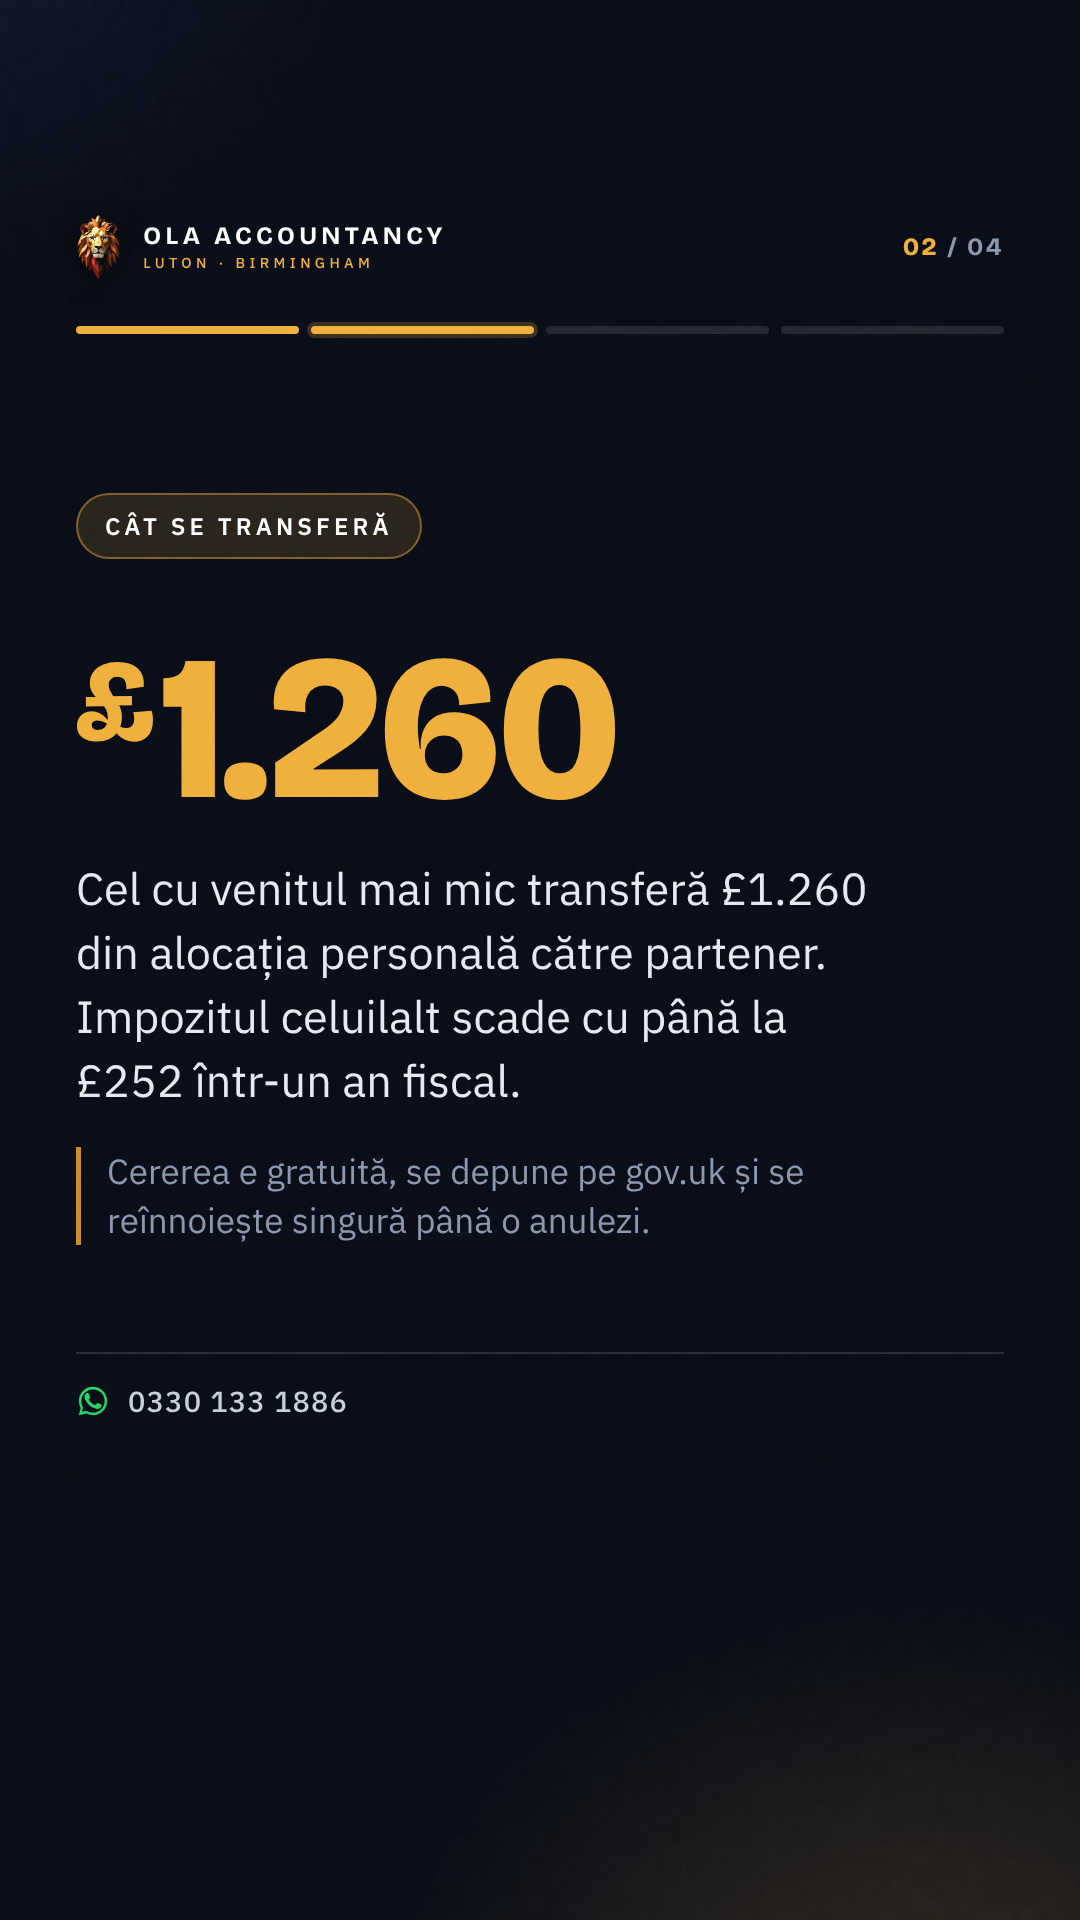 OLA ACCOUNTANCY
LUTON · BIRMINGHAM
02 / 04
CÂT SE TRANSFERĂ
£1.260
Cel cu venitul mai mic transferă £1.260
din alocația personală către partener.
Impozitul celuilalt scade cu până la
£252 într-un an fiscal.
Cererea e gratuită, se depune pe gov.uk și se
reînnoiește singură până o anulezi.
0330 133 1886